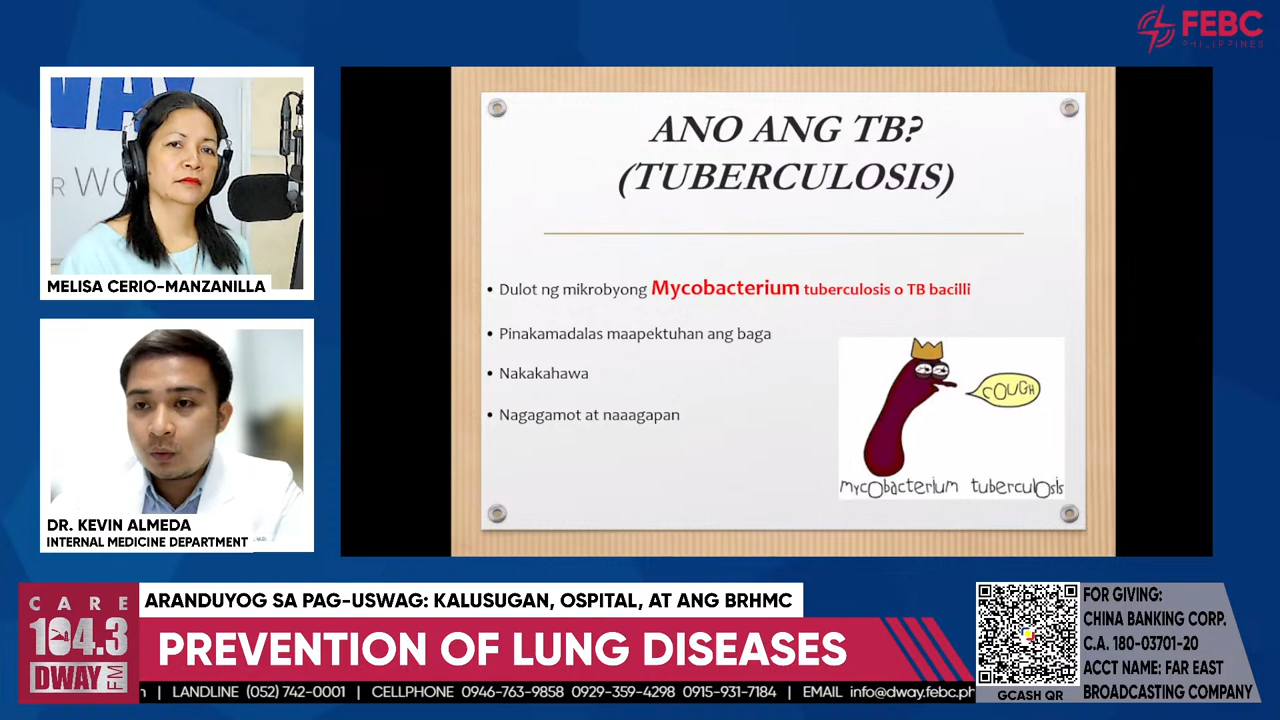 FEBC
PHILIPPINES
WAY
R WO
MELISA CERIO-MANZANILLA
DR. KEVIN ALMEDA
INTERNAL MEDICINE DEPARTMENT
ANO ANG TB?
(TUBERCULOSIS)
• Dulot ng mikrobyong Mycobacterium tuberculosis o TB bacilli
• Pinakamadalas maapektuhan ang baga
• Nakakahawa
• Nagagamot at naaagapan
COUGH
mycobacterium tuberculosis
CARE
104.3
DWAY FM
ARANDUYOG SA PAG-USWAG: KALUSUGAN, OSPITAL, AT ANG BRHMC
PREVENTION OF LUNG DISEASES
n | LANDLINE (052) 742-0001 | CELLPHONE 0946-763-9858 0929-359-4298 0915-931-7184 | EMAIL info@dway.febc.ph
GCASH QR
FOR GIVING:
CHINA BANKING CORP.
C.A. 180-03701-20
ACCT NAME: FAR EAST
BROADCASTING COMPANY